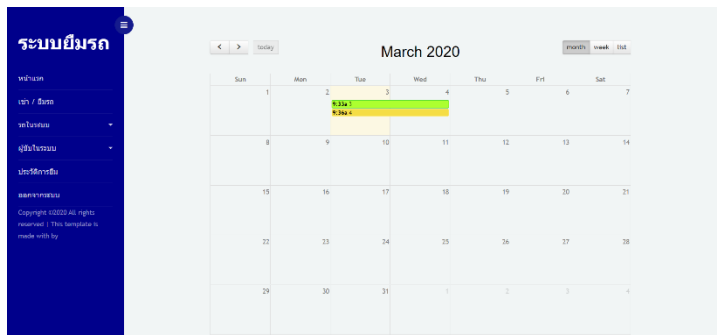 ระบบยืมรถ
หน้าแรก
เช่า / ยืมรถ
รถในระบบ
ผู้ขับในระบบ
ประวัติการยืม
ออกจากระบบ
Copyright ©2020 All rights
reserved | This template is
made with by
today
March 2020
month week list
Sun Mon Tue Wed Thu Fri Sat
1 2 3 4 5 6 7
9:33a 3
9:36a 4
8 9 10 11 12 13 14
15 16 17 18 19 20 21
22 23 24 25 26 27 28
29 30 31 1 2 3 4